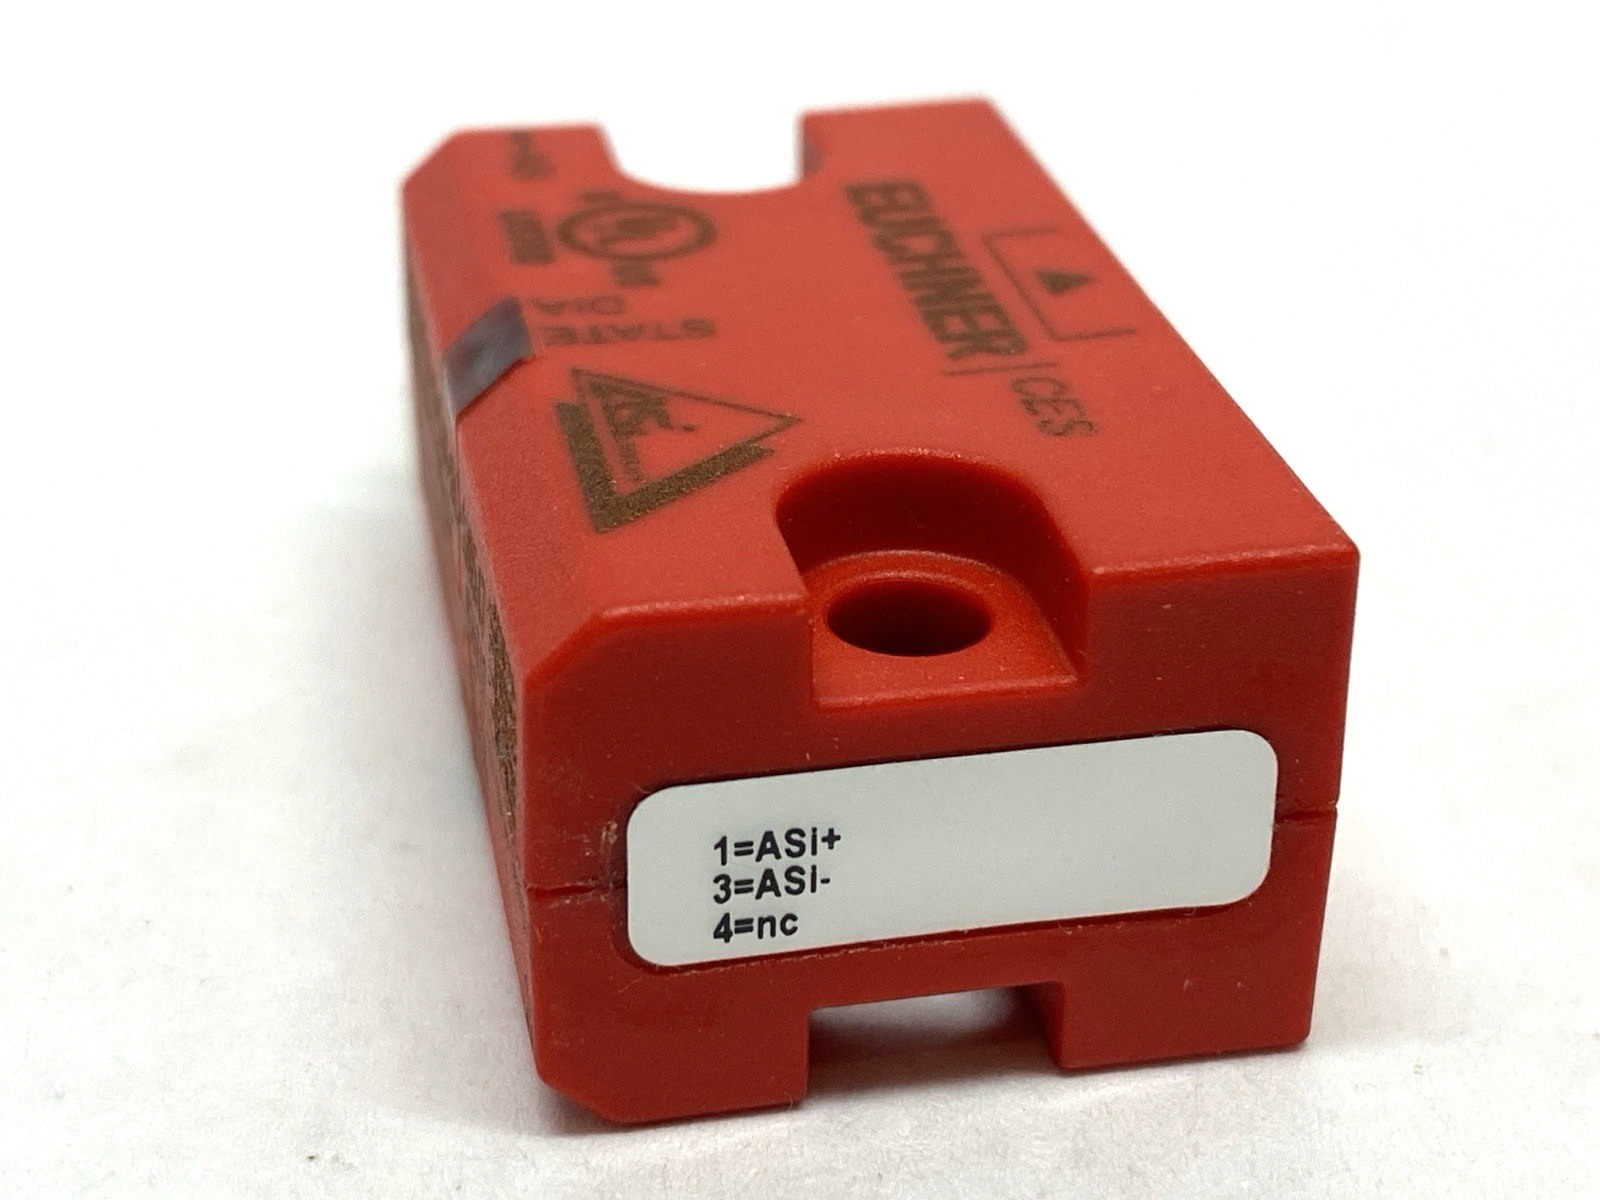 EUCHNER
CES
STATE
DIA
1=ASi+
3=ASi-
4=nc